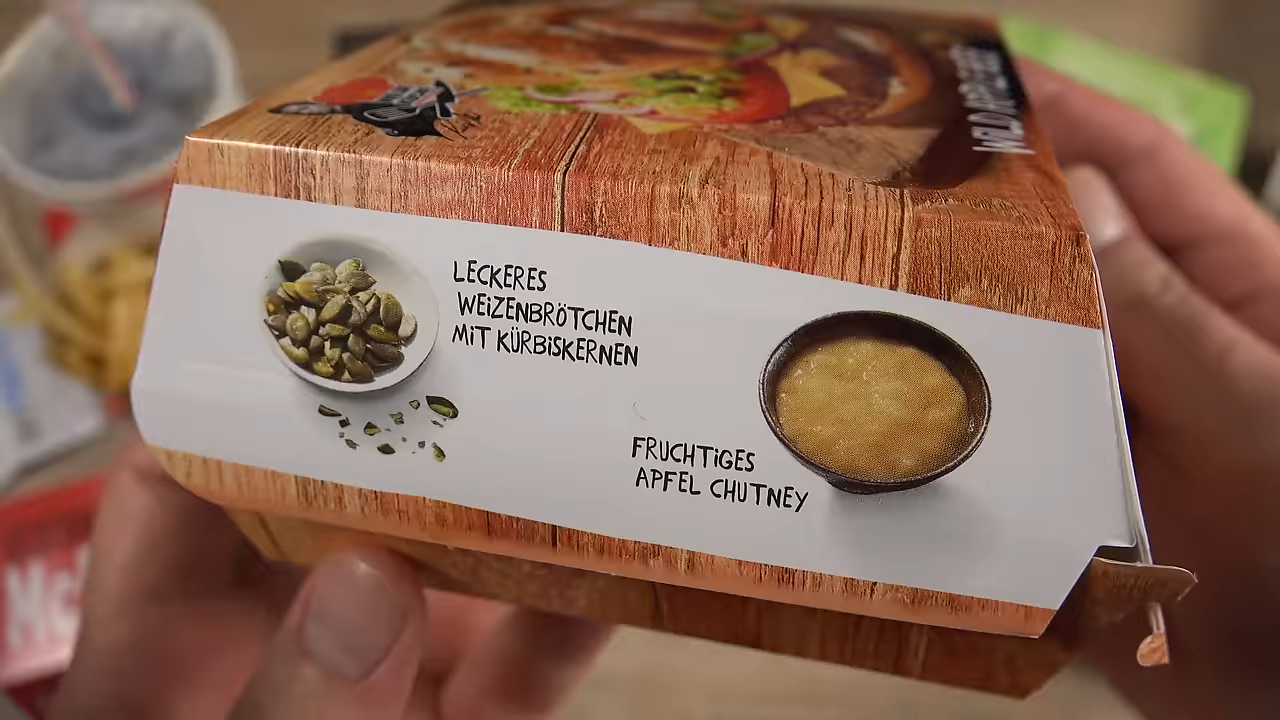 LECKERES
WEIZENBRÖTCHEN
MIT KÜRBISKERNEN
FRUCHTIGES
APFEL CHUTNEY